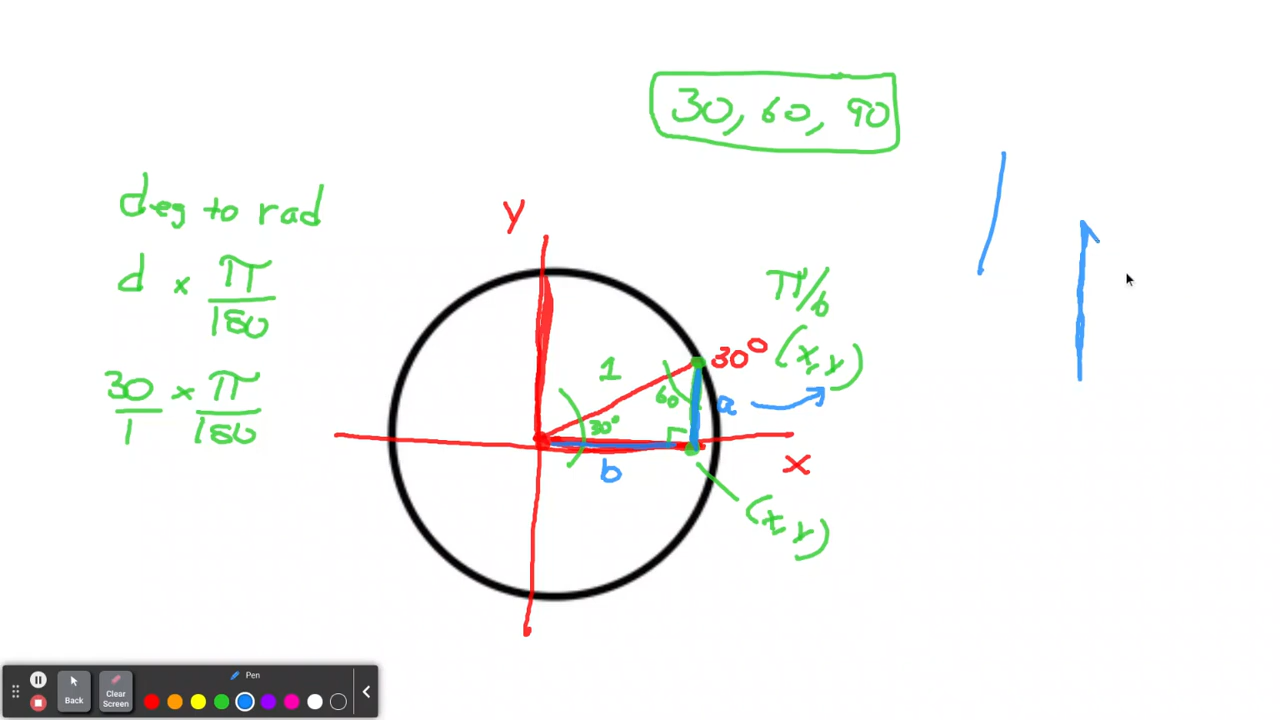 30, 60, 90
deg to rad
d × π/180
30/1 × π/180
y
π/6
30° (x, y)
1
60
a
30°
b
x
(x, y)
Pen
Back
Clear Screen